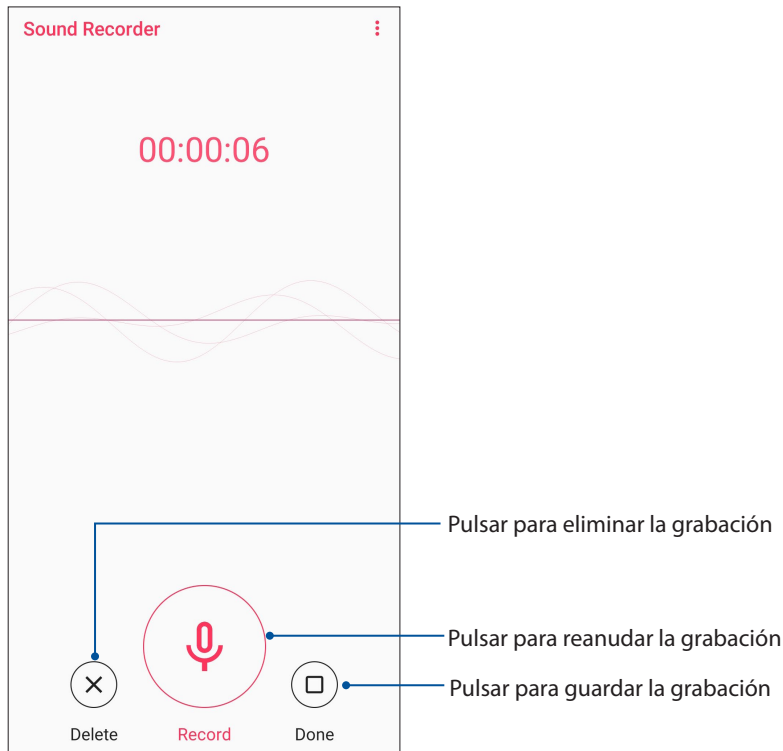 Sound Recorder
00:00:06
Pulsar para eliminar la grabación
Pulsar para reanudar la grabación
Pulsar para guardar la grabación
Delete
Record
Done